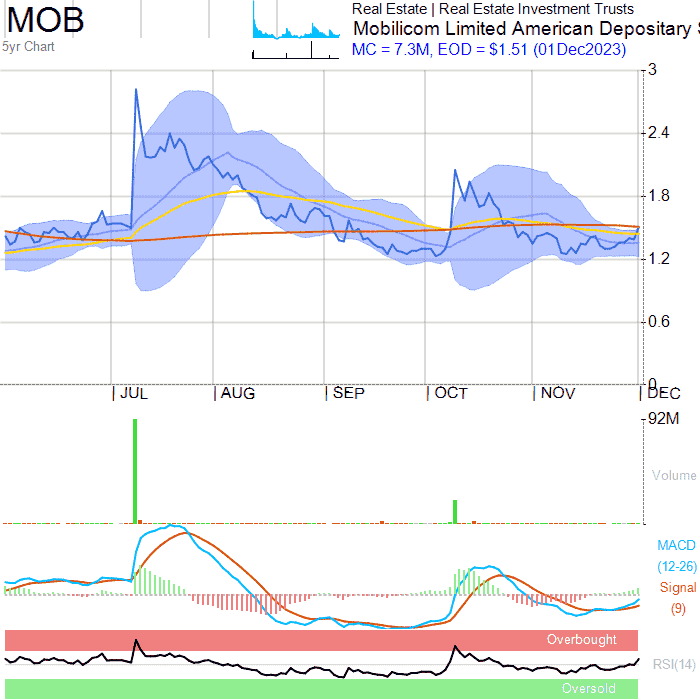 MOB
5yr Chart
Real Estate | Real Estate Investment Trusts
Mobilicom Limited American Depositary S
MC = 7.3M, EOD = $1.51 (01Dec2023)
3
2.4
1.8
1.2
0.6
0
JUL AUG SEP OCT NOV DEC
92M
Volume
MACD
(12-26)
Signal
(9)
Overbought
RSI(14)
Oversold